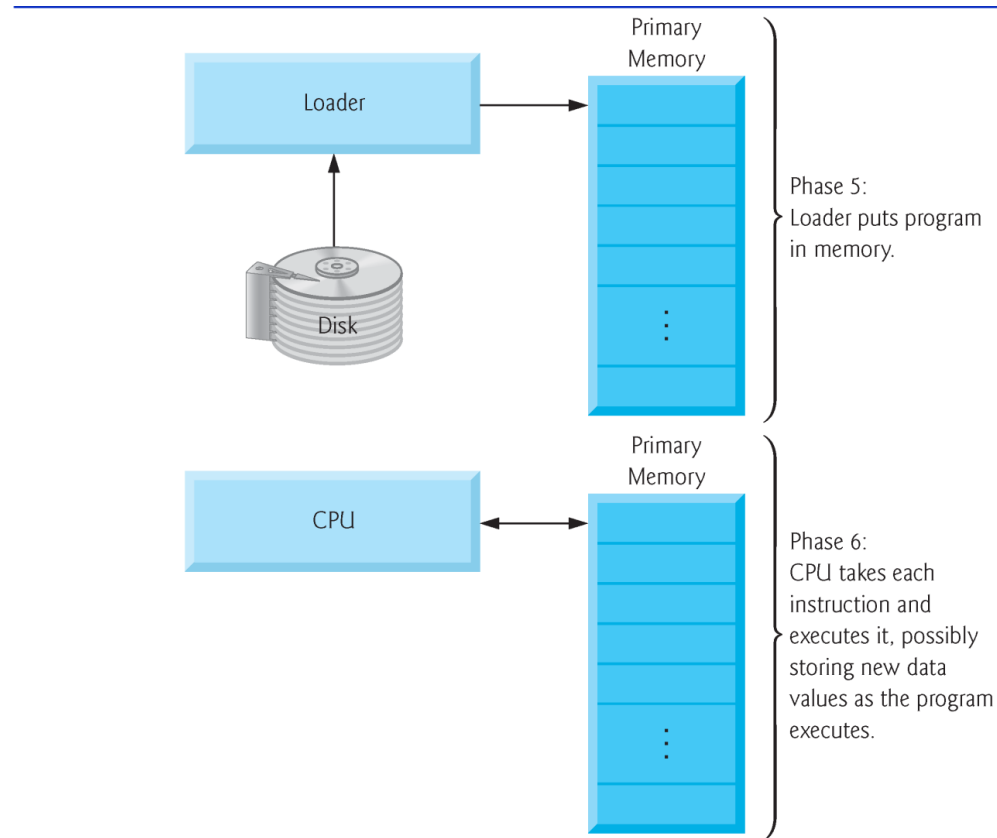 Primary
Memory
Loader
Disk
Phase 5:
Loader puts program
in memory.
Primary
Memory
CPU
Phase 6:
CPU takes each
instruction and
executes it, possibly
storing new data
values as the program
executes.